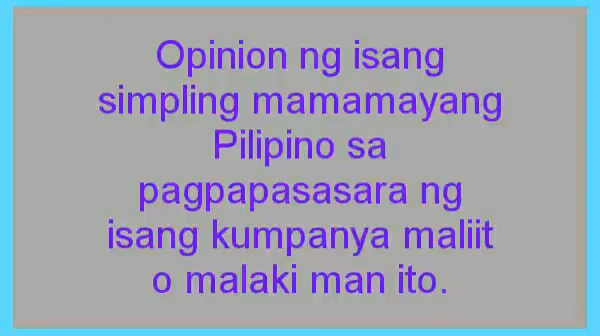 Opinion ng isang
simpling mamamayang
Pilipino sa
pagpapasasara ng
isang kumpanya maliit
o malaki man ito.